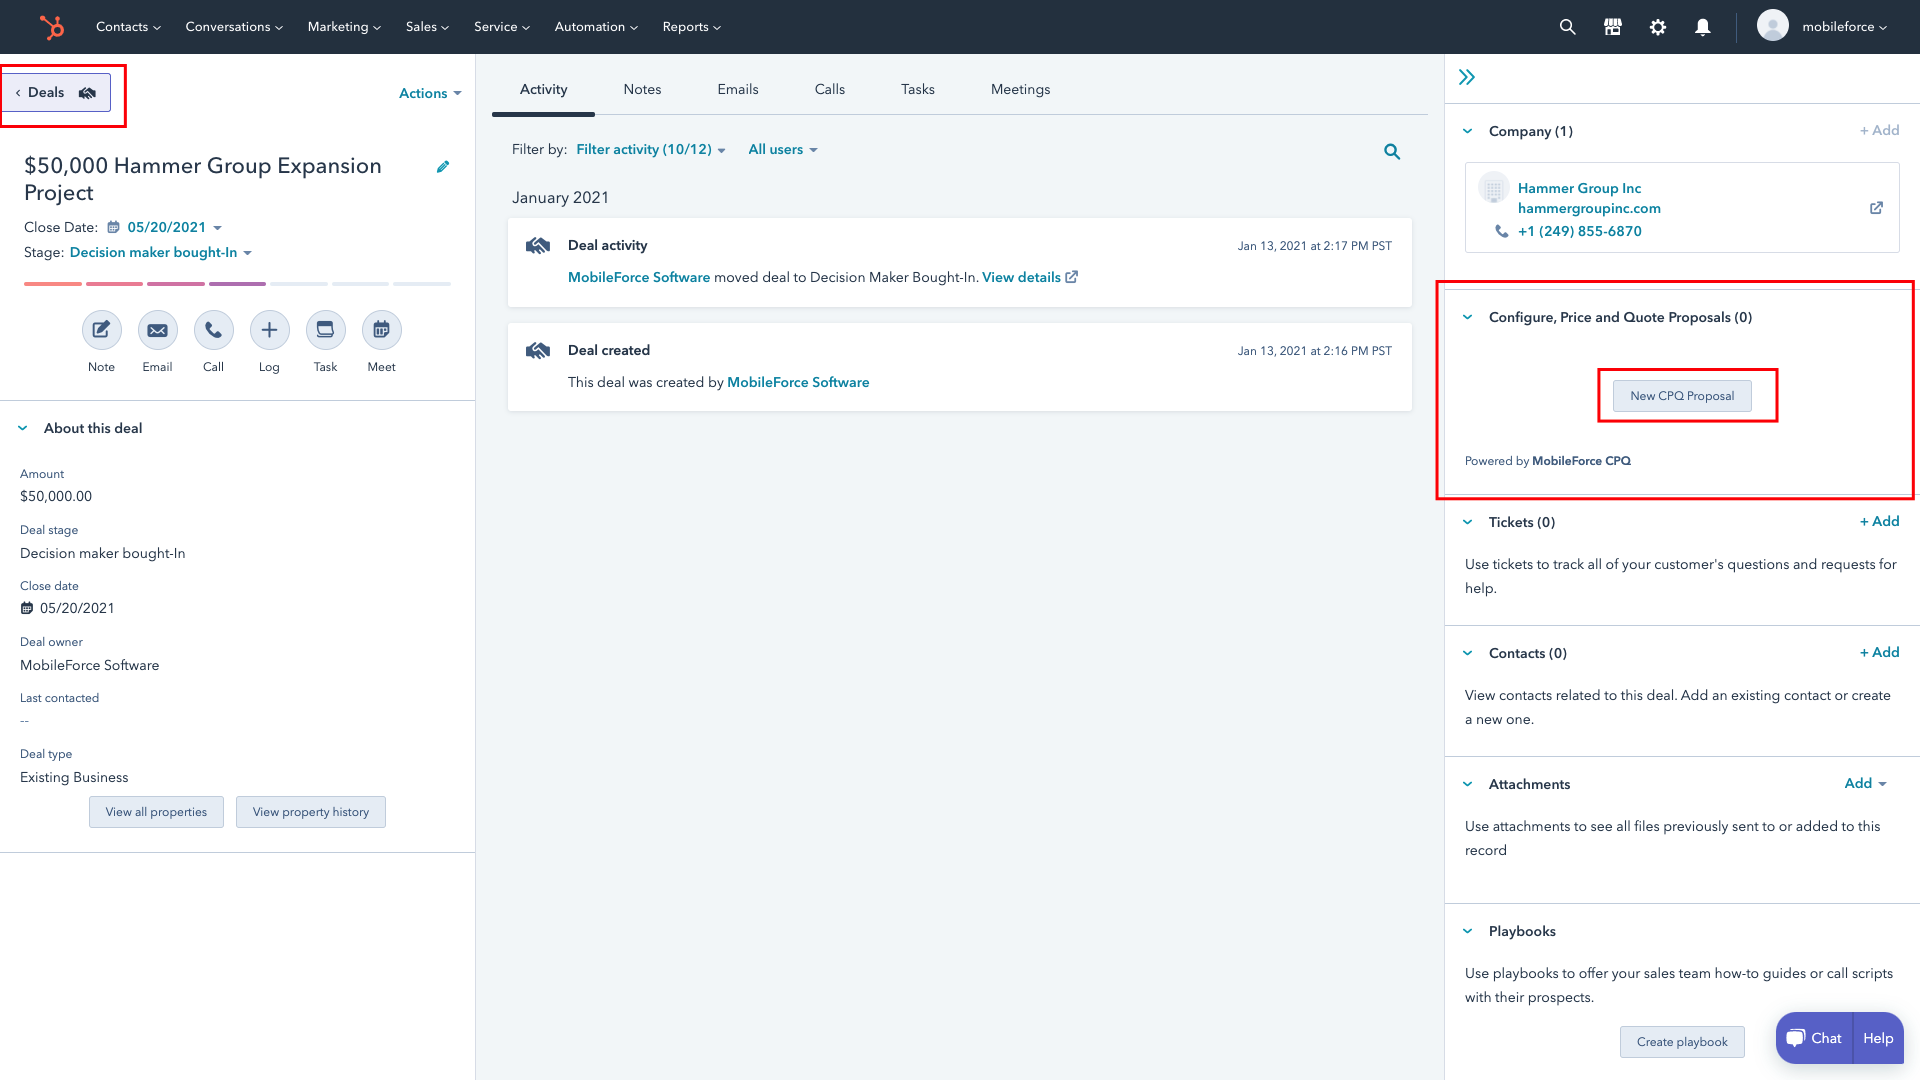 Contacts Conversations Marketing Sales Service Automation Reports mobileforce
Deals
Actions
$50,000 Hammer Group Expansion
Project
Close Date: 05/20/2021
Stage: Decision maker bought-In
Note Email Call Log Task Meet
About this deal
Amount
$50,000.00
Deal stage
Decision maker bought-In
Close date
05/20/2021
Deal owner
MobileForce Software
Last contacted
--
Deal type
Existing Business
View all properties View property history
Activity Notes Emails Calls Tasks Meetings
Filter by: Filter activity (10/12) All users
January 2021
Deal activity Jan 13, 2021 at 2:17 PM PST
MobileForce Software moved deal to Decision Maker Bought-In. View details
Deal created Jan 13, 2021 at 2:16 PM PST
This deal was created by MobileForce Software
Company (1) + Add
Hammer Group Inc
hammergroupinc.com
+1 (249) 855-6870
Configure, Price and Quote Proposals (0)
New CPQ Proposal
Powered by MobileForce CPQ
Tickets (0) + Add
Use tickets to track all of your customer's questions and requests for
help.
Contacts (0) + Add
View contacts related to this deal. Add an existing contact or create
a new one.
Attachments Add
Use attachments to see all files previously sent to or added to this
record
Playbooks
Use playbooks to offer your sales team how-to guides or call scripts
with their prospects.
Create playbook
Chat Help